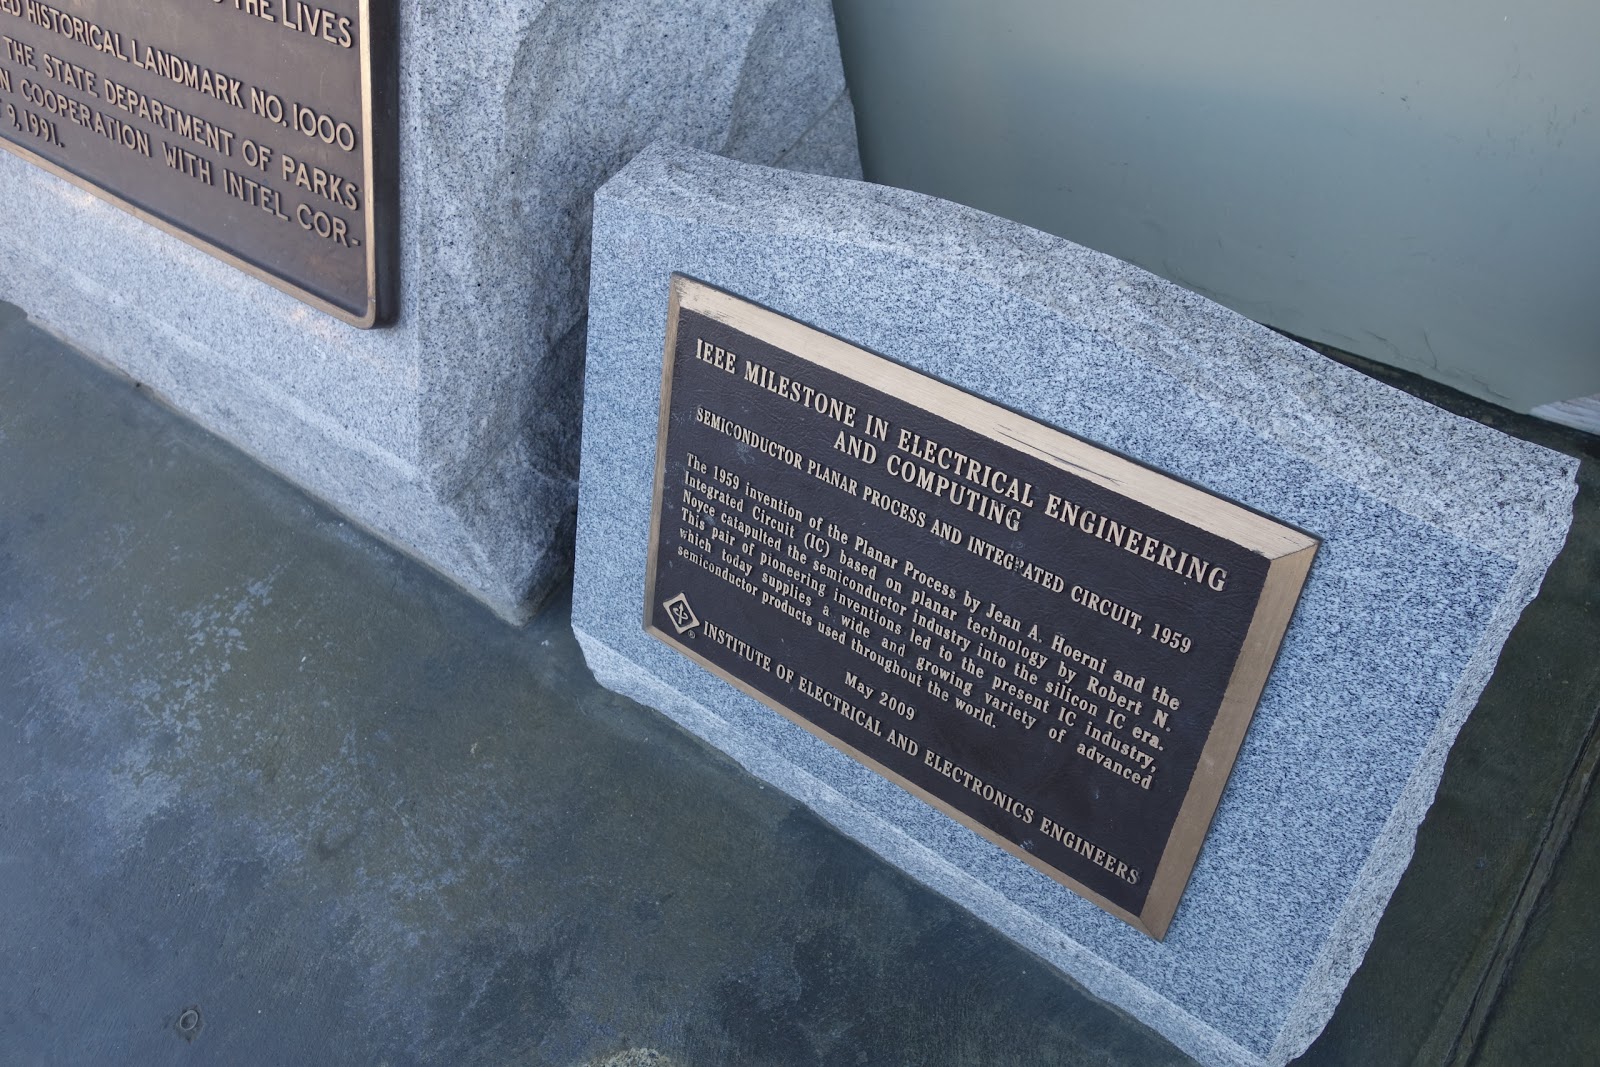 THE LIVES
HISTORICAL LANDMARK NO. 1000
THE STATE DEPARTMENT OF PARKS
COOPERATION WITH INTEL COR-
9, 1991.
IEEE MILESTONE IN ELECTRICAL ENGINEERING
AND COMPUTING
SEMICONDUCTOR PLANAR PROCESS AND INTEGRATED CIRCUIT, 1959
The 1959 invention of the Planar Process by Jean A. Hoerni and the
Integrated Circuit (IC) based on planar technology by Robert N.
Noyce catapulted the semiconductor industry into the silicon IC era.
This pair of pioneering inventions led to the present IC industry,
which today supplies a wide and growing variety of advanced
semiconductor products used throughout the world.
May 2009
® INSTITUTE OF ELECTRICAL AND ELECTRONICS ENGINEERS